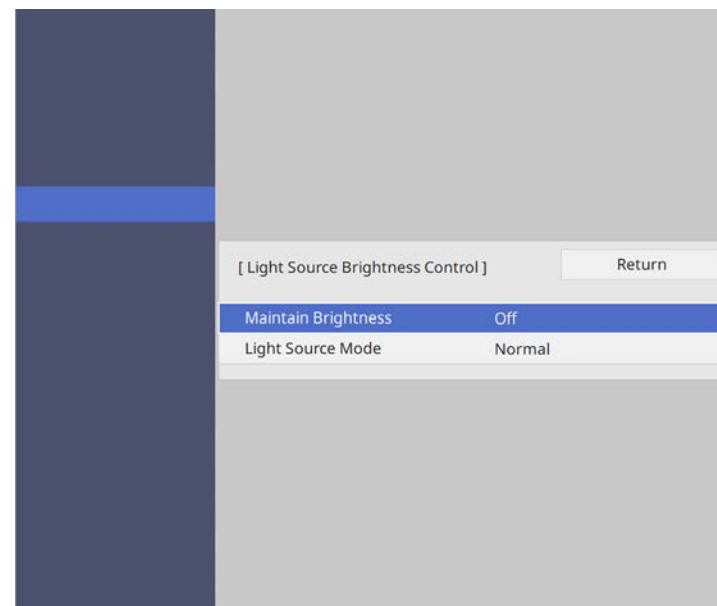 [ Light Source Brightness Control ] Return
Maintain Brightness Off
Light Source Mode Normal